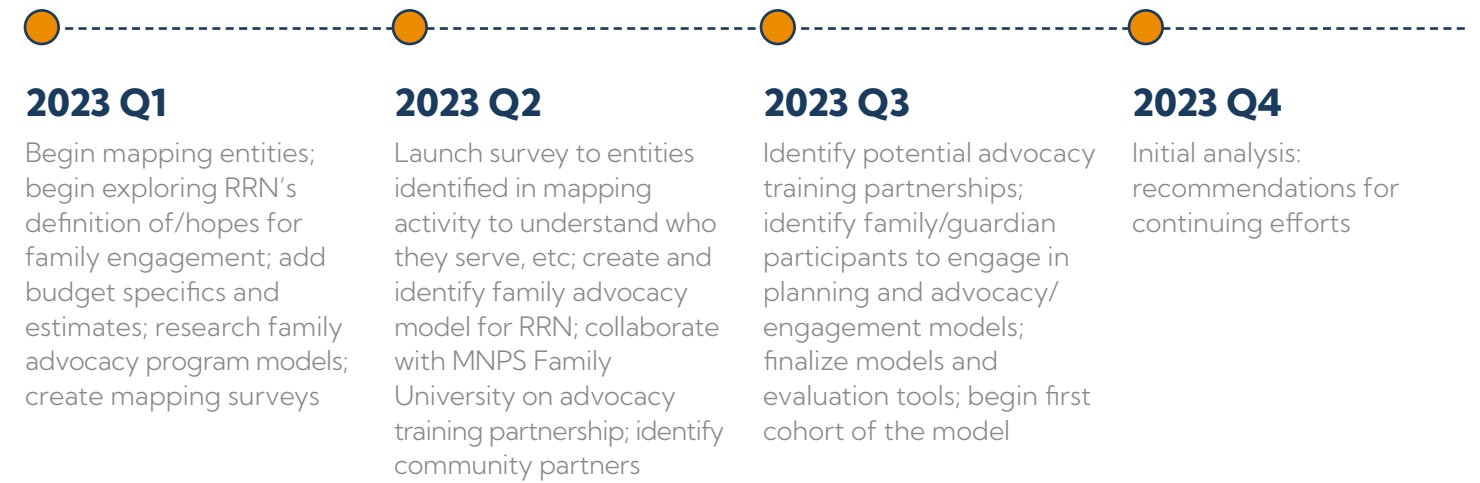 2023 Q1
Begin mapping entities;
begin exploring RRN’s
definition of/hopes for
family engagement; add
budget specifics and
estimates; research family
advocacy program models;
create mapping surveys
2023 Q2
Launch survey to entities
identified in mapping
activity to understand who
they serve, etc; create and
identify family advocacy
model for RRN; collaborate
with MNPS Family
University on advocacy
training partnership; identify
community partners
2023 Q3
Identify potential advocacy
training partnerships;
identify family/guardian
participants to engage in
planning and advocacy/
engagement models;
finalize models and
evaluation tools; begin first
cohort of the model
2023 Q4
Initial analysis:
recommendations for
continuing efforts